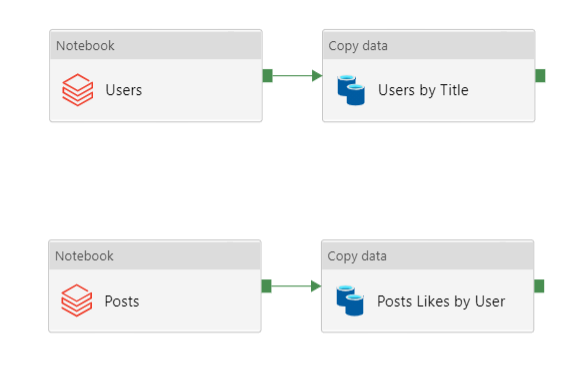 Notebook
Users
Copy data
Users by Title
Notebook
Posts
Copy data
Posts Likes by User